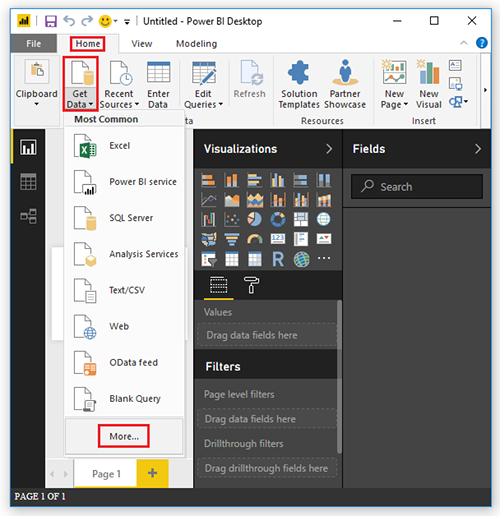 Untitled - Power BI Desktop
File
Home
View
Modeling
Clipboard
Get Data
Recent Sources
Enter Data
Edit Queries
Refresh
Solution Templates
Partner Showcase
New Page
New Visual
ta
Resources
Insert
Most Common
Excel
Power BI service
SQL Server
Analysis Services
Text/CSV
Web
OData feed
Blank Query
More...
Visualizations
123
R
Values
Drag data fields here
Filters
Page level filters
Drag data fields here
Drillthrough filters
Drag drillthrough fields here
Fields
Search
Page 1
PAGE 1 OF 1